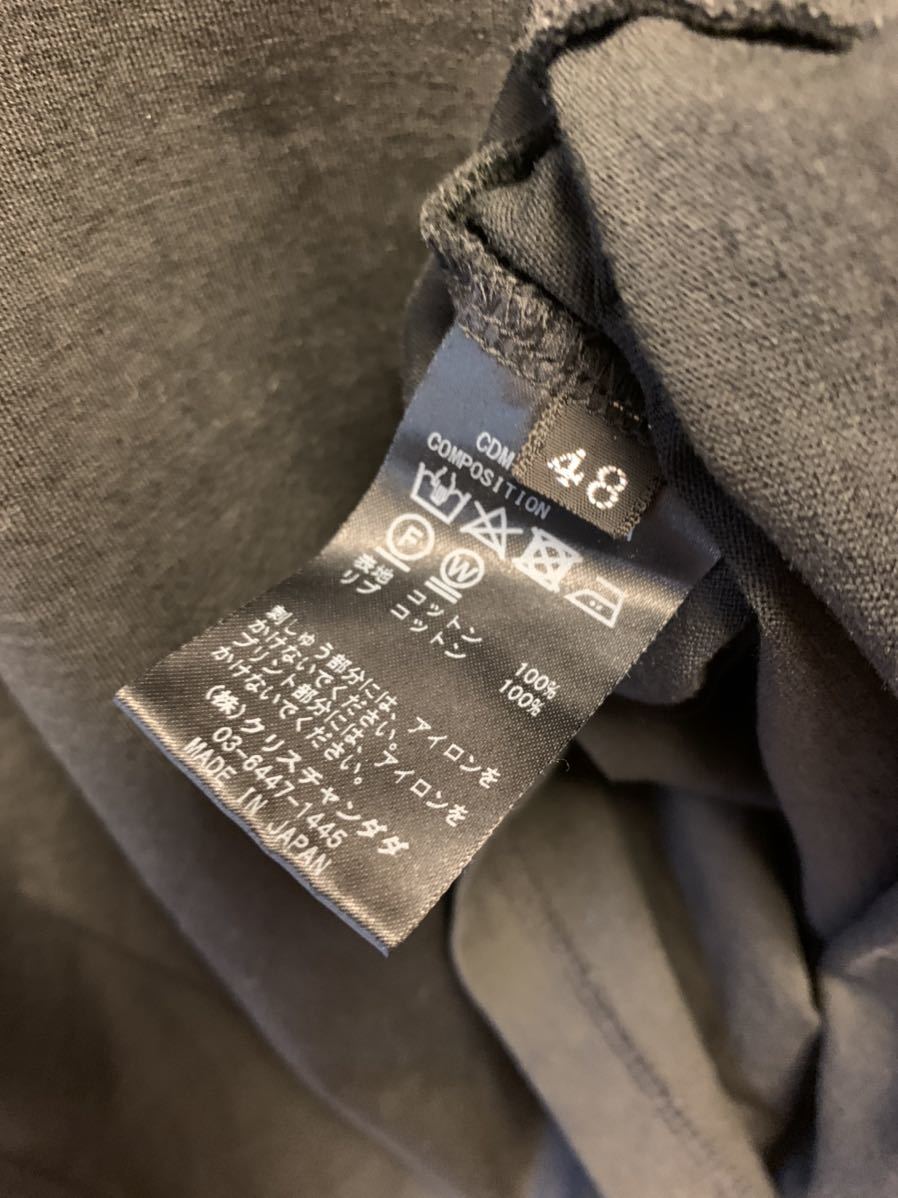 CDM
48
COMPOSITION
F W
表地 コットン 100%
リブ コットン 100%
刺しゅう部分には、アイロンを
かけないでください。
プリント部分には、アイロンを
かけないでください。
(株)クリスチャンダダ
03-6447-1445
MADE IN JAPAN